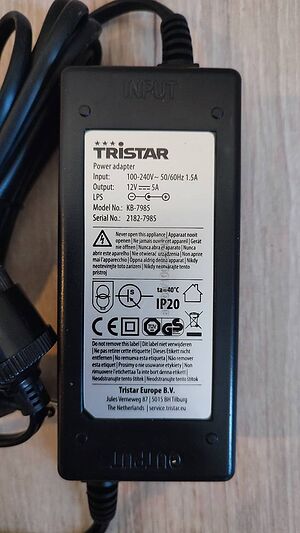 INPUT
TRISTAR
Power adapter
Input: 100-240V~ 50/60Hz 1.5A
Output: 12V⎓5A
LPS
Model No.: KB-7985
Serial No.: 2182-7985
Never open this appliance | Apparaat nooit
openen | Ne jamais ouvrir cet appareil | Gerät
nie öffnen | Nunca abra el aparato | Não
abrir este aparelho | Nie otwierać urządzenia | Non aprire
mai l'apparecchio | Öppna aldrig denna apparat | Nikdy
neotevírejte toto zařízení | Nikdy neotvárajte tento
prístroj
ta=40°C
IP20
GS
Do not remove this label | Dit label niet verwijderen
| Ne pas retirer cette étiquette | Dieses Etikett nicht
entfernen | No remueva esta etiqueta | Não remova esta
etiqueta | Prosimy o nie usuwanie etykiety | Non
rimuovere l'etichetta | Ta inte bort denna etikett |
Neodstraňujte tento štítek | Neodstraňujte tento štítok
Tristar Europe B.V.
Jules Verneweg 87 | 5015 BH Tilburg
The Netherlands | service.tristar.eu
OUTPUT